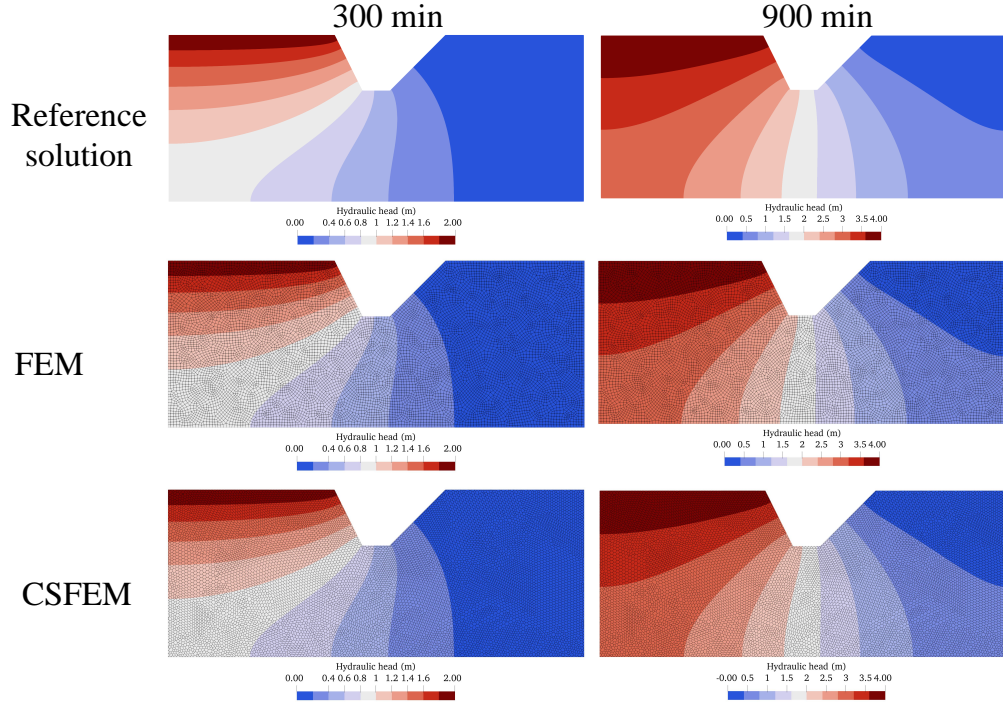 300 min 900 min
Reference
solution
Hydraulic head (m)
0.00 0.4 0.6 0.8 1 1.2 1.4 1.6 2.00
Hydraulic head (m)
0.00 0.5 1 1.5 2 2.5 3 3.5 4.00
FEM
Hydraulic head (m)
0.00 0.4 0.6 0.8 1 1.2 1.4 1.6 2.00
Hydraulic head (m)
0.00 0.5 1 1.5 2 2.5 3 3.5 4.00
CSFEM
Hydraulic head (m)
0.00 0.4 0.6 0.8 1 1.2 1.4 1.6 2.00
Hydraulic head (m)
-0.00 0.5 1 1.5 2 2.5 3 3.5 4.00